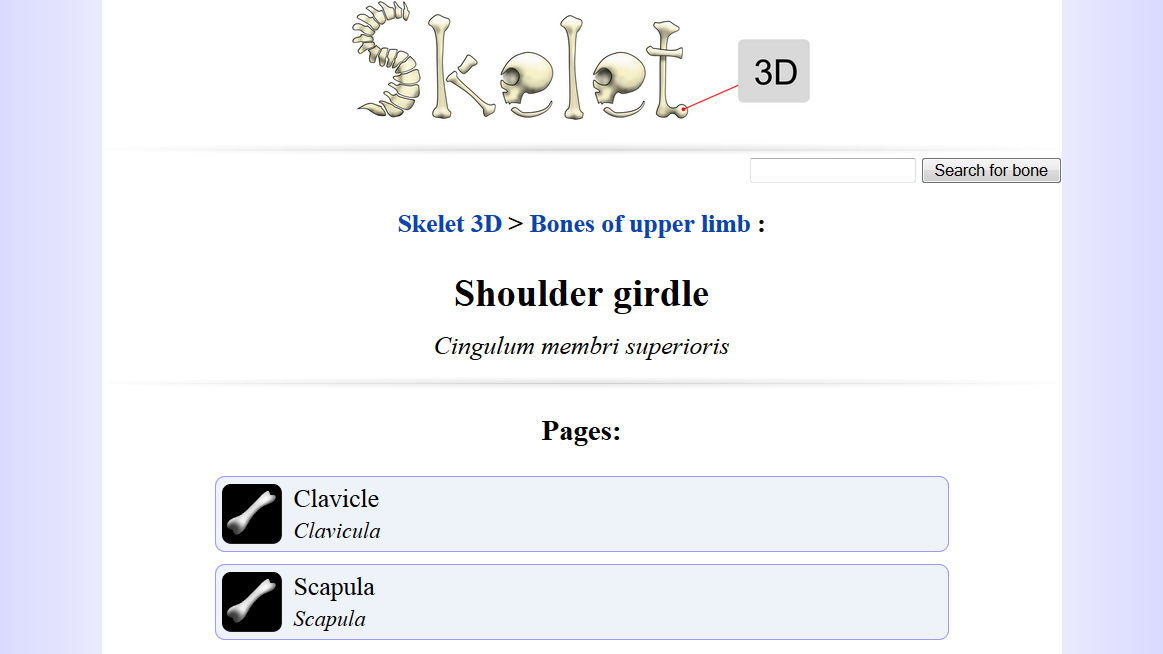 Skelet
3D
Search for bone
Skelet 3D > Bones of upper limb :
Shoulder girdle
Cingulum membri superioris
Pages:
Clavicle
Clavicula
Scapula
Scapula